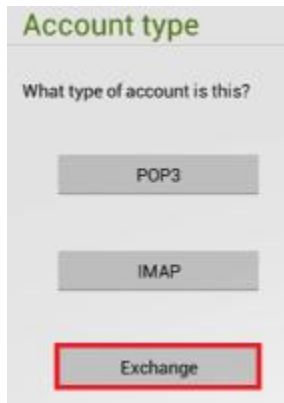 Account type
What type of account is this?
POP3
IMAP
Exchange